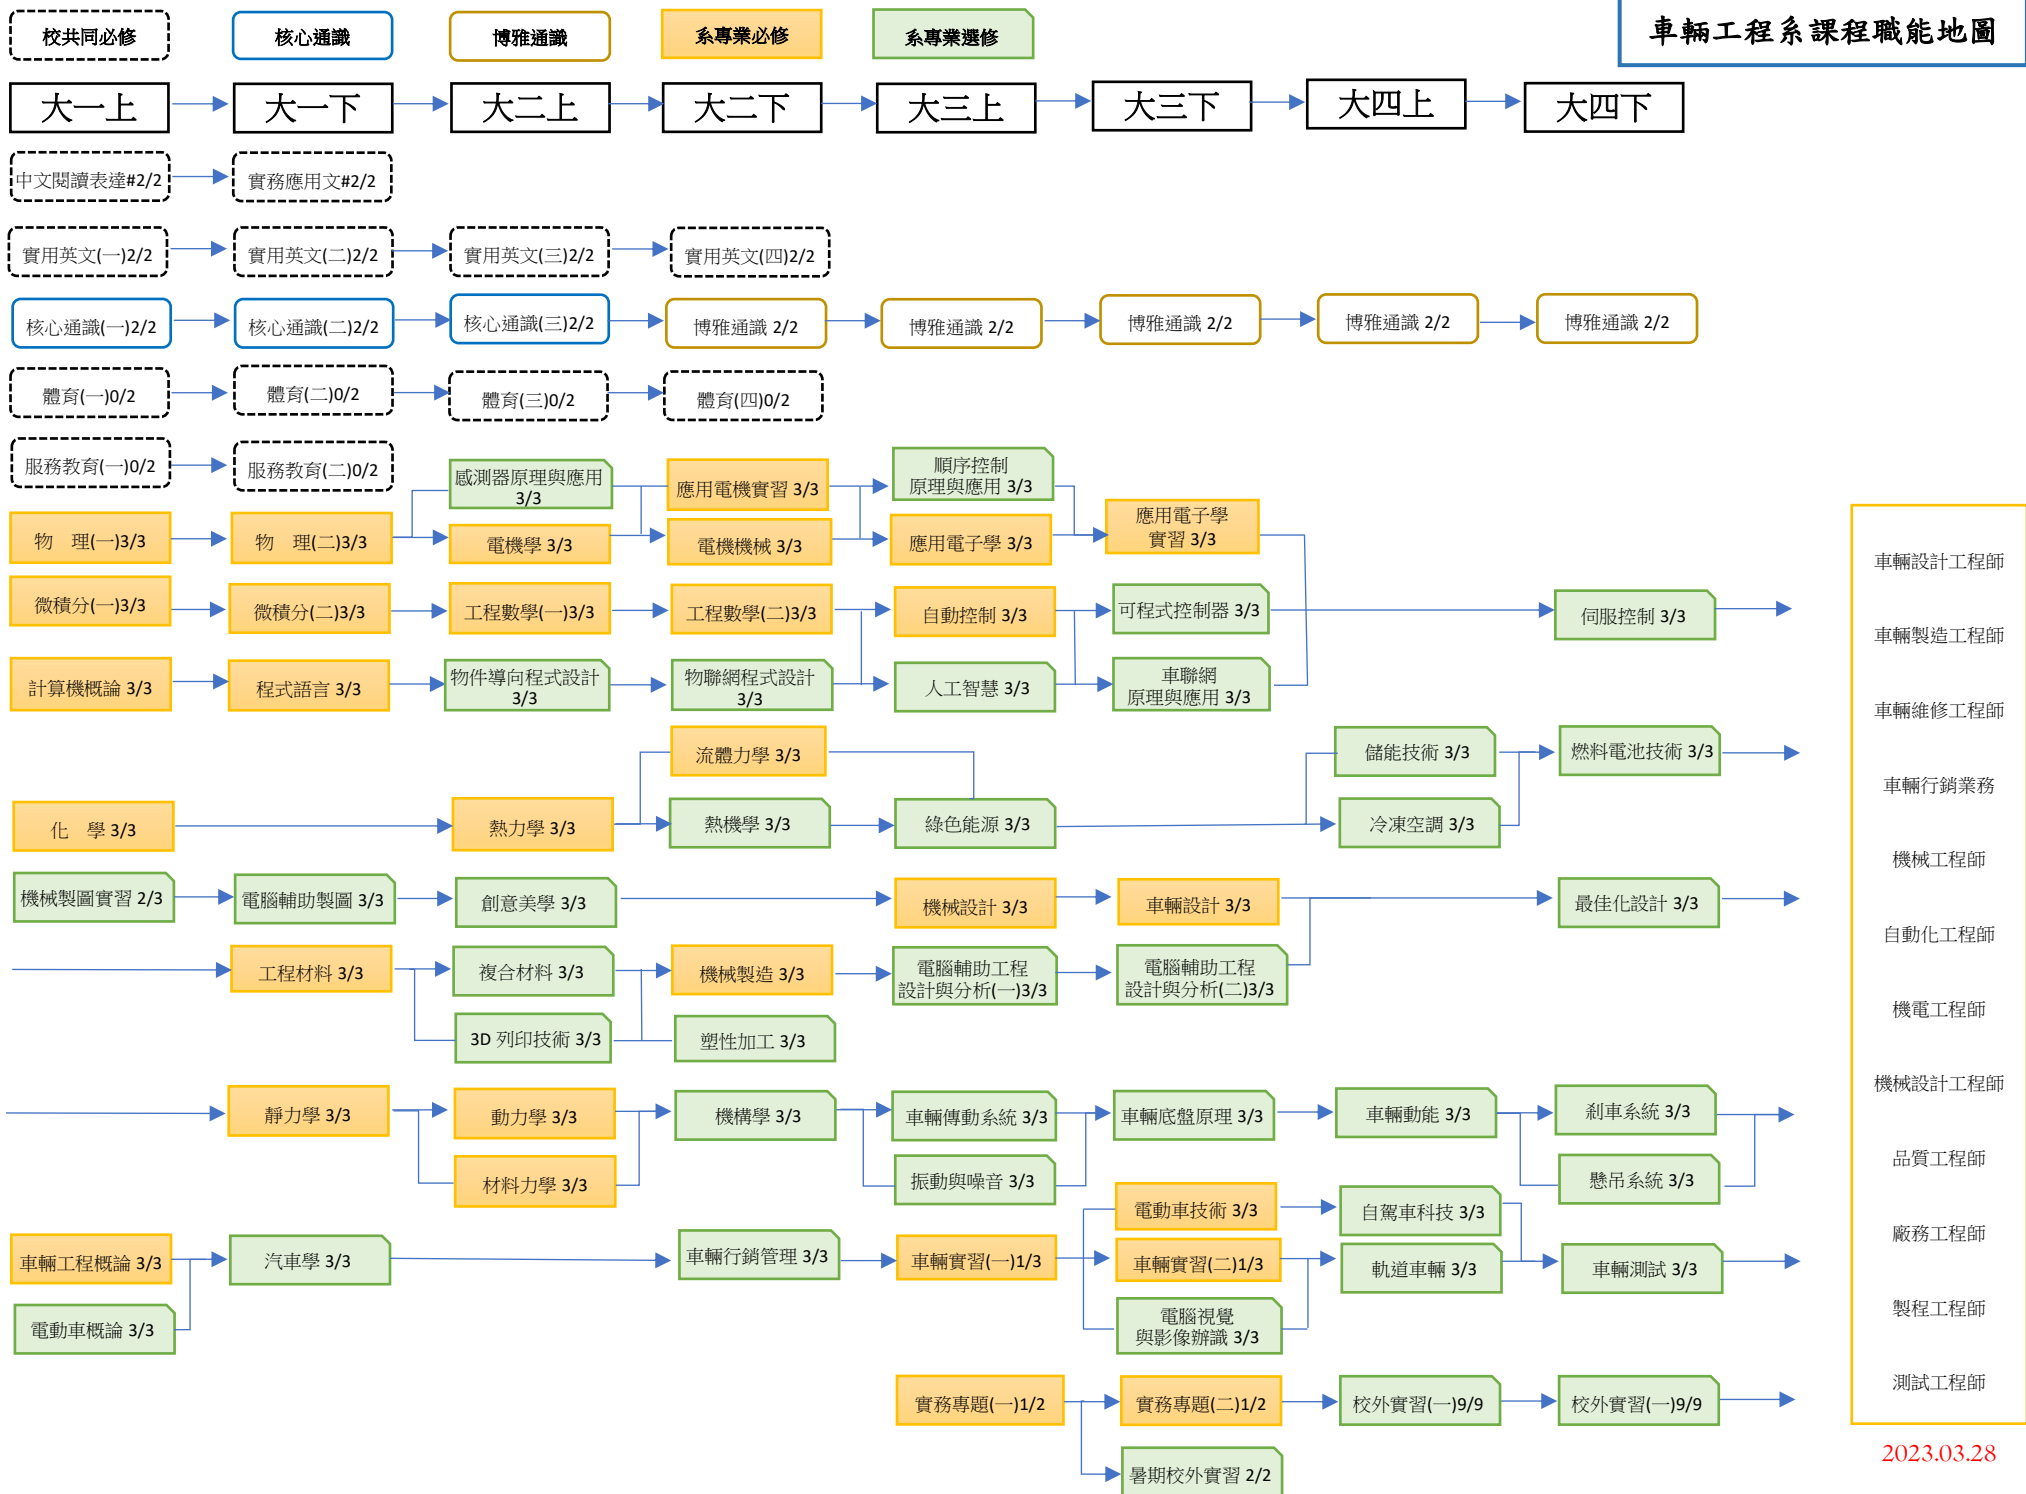 校共同必修
核心通識
博雅通識
系專業必修
系專業選修
車輛工程系課程職能地圖
大一上
大一下
大二上
大二下
大三上
大三下
大四上
大四下
中文閱讀表達#2/2
實務應用文#2/2
實用英文(一)2/2
實用英文(二)2/2
實用英文(三)2/2
實用英文(四)2/2
核心通識(一)2/2
核心通識(二)2/2
核心通識(三)2/2
博雅通識 2/2
博雅通識 2/2
博雅通識 2/2
博雅通識 2/2
博雅通識 2/2
體育(一)0/2
體育(二)0/2
體育(三)0/2
體育(四)0/2
服務教育(一)0/2
服務教育(二)0/2
感測器原理與應用
3/3
應用電機實習 3/3
順序控制
原理與應用 3/3
物 理(一)3/3
物 理(二)3/3
電機學 3/3
電機機械 3/3
應用電子學 3/3
應用電子學
實習 3/3
微積分(一)3/3
微積分(二)3/3
工程數學(一)3/3
工程數學(二)3/3
自動控制 3/3
可程式控制器 3/3
伺服控制 3/3
計算機概論 3/3
程式語言 3/3
物件導向程式設計
3/3
物聯網程式設計
3/3
人工智慧 3/3
車聯網
原理與應用 3/3
流體力學 3/3
儲能技術 3/3
燃料電池技術 3/3
化 學 3/3
熱力學 3/3
熱機學 3/3
綠色能源 3/3
冷凍空調 3/3
機械製圖實習 2/3
電腦輔助製圖 3/3
創意美學 3/3
機械設計 3/3
車輛設計 3/3
最佳化設計 3/3
工程材料 3/3
複合材料 3/3
機械製造 3/3
電腦輔助工程
設計與分析(一)3/3
電腦輔助工程
設計與分析(二)3/3
3D 列印技術 3/3
塑性加工 3/3
靜力學 3/3
動力學 3/3
機構學 3/3
車輛傳動系統 3/3
車輛底盤原理 3/3
車輛動能 3/3
剎車系統 3/3
材料力學 3/3
振動與噪音 3/3
懸吊系統 3/3
電動車技術 3/3
自駕車科技 3/3
車輛工程概論 3/3
汽車學 3/3
車輛行銷管理 3/3
車輛實習(一)1/3
車輛實習(二)1/3
軌道車輛 3/3
車輛測試 3/3
電動車概論 3/3
電腦視覺
與影像辦識 3/3
實務專題(一)1/2
實務專題(二)1/2
校外實習(一)9/9
校外實習(一)9/9
暑期校外實習 2/2
車輛設計工程師
車輛製造工程師
車輛維修工程師
車輛行銷業務
機械工程師
自動化工程師
機電工程師
機械設計工程師
品質工程師
廠務工程師
製程工程師
測試工程師
2023.03.28